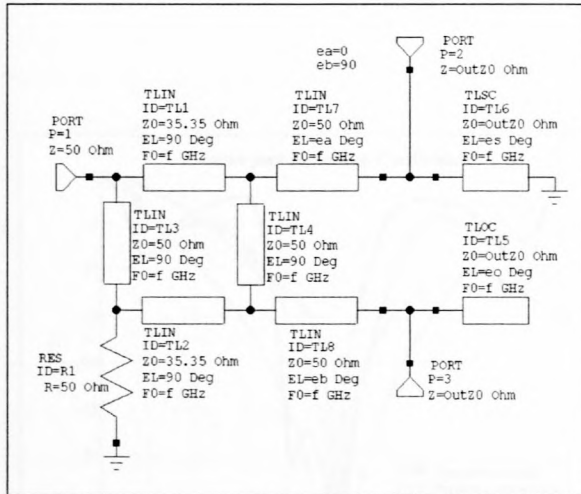 ea=0
eb=90
PORT
P=2
Z=OutZ0 Ohm
PORT
P=1
Z=50 Ohm
TLIN
ID=TL1
Z0=35.35 Ohm
EL=90 Deg
F0=f GHz
TLIN
ID=TL7
Z0=50 Ohm
EL=ea Deg
F0=f GHz
TLSC
ID=TL6
Z0=OutZ0 Ohm
EL=es Deg
F0=f GHz
TLIN
ID=TL3
Z0=50 Ohm
EL=90 Deg
F0=f GHz
TLIN
ID=TL4
Z0=50 Ohm
EL=90 Deg
F0=f GHz
TLOC
ID=TL5
Z0=OutZ0 Ohm
EL=eo Deg
F0=f GHz
RES
ID=R1
R=50 Ohm
TLIN
ID=TL2
Z0=35.35 Ohm
EL=90 Deg
F0=f GHz
TLIN
ID=TL8
Z0=50 Ohm
EL=eb Deg
F0=f GHz
PORT
P=3
Z=OutZ0 Ohm